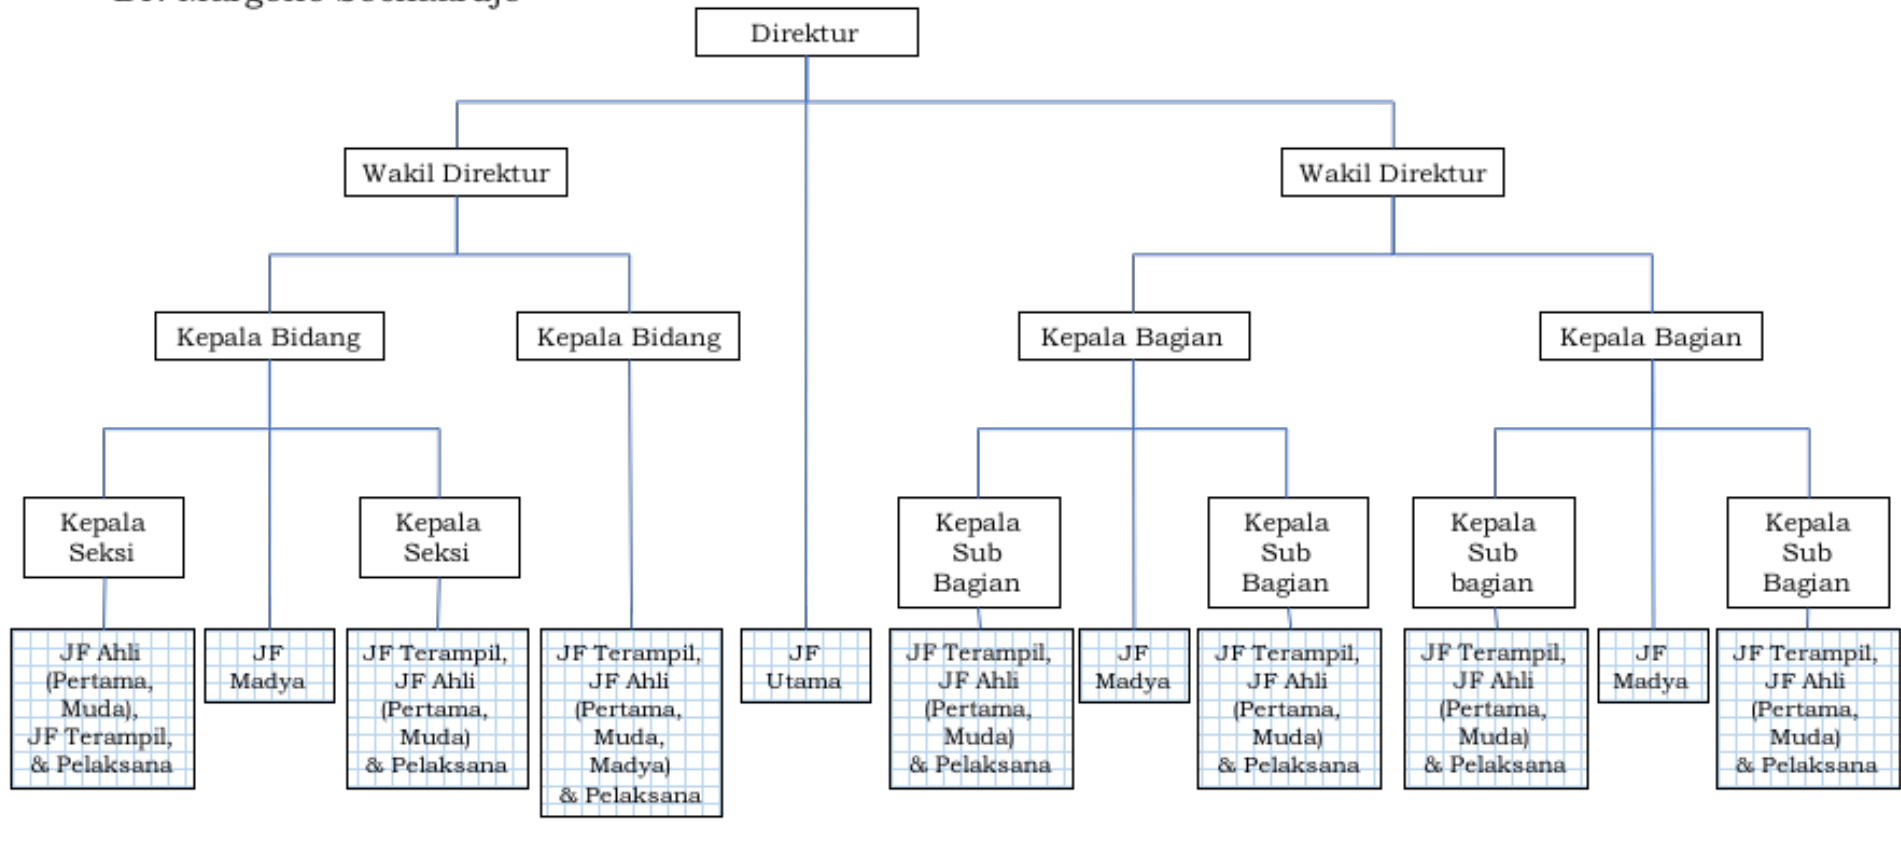 Direktur
Wakil Direktur
Wakil Direktur
Kepala Bidang
Kepala Bidang
Kepala Bagian
Kepala Bagian
Kepala
Seksi
Kepala
Seksi
Kepala
Sub
Bagian
Kepala
Sub
Bagian
Kepala
Sub
bagian
Kepala
Sub
Bagian
JF Ahli
(Pertama,
Muda),
JF Terampil,
& Pelaksana
JF
Madya
JF Terampil,
JF Ahli
(Pertama,
Muda)
& Pelaksana
JF Terampil,
JF Ahli
(Pertama,
Muda,
Madya)
& Pelaksana
JF
Utama
JF Terampil,
JF Ahli
(Pertama,
Muda)
& Pelaksana
JF
Madya
JF Terampil,
JF Ahli
(Pertama,
Muda)
& Pelaksana
JF Terampil,
JF Ahli
(Pertama,
Muda)
& Pelaksana
JF
Madya
JF Terampil,
JF Ahli
(Pertama,
Muda)
& Pelaksana